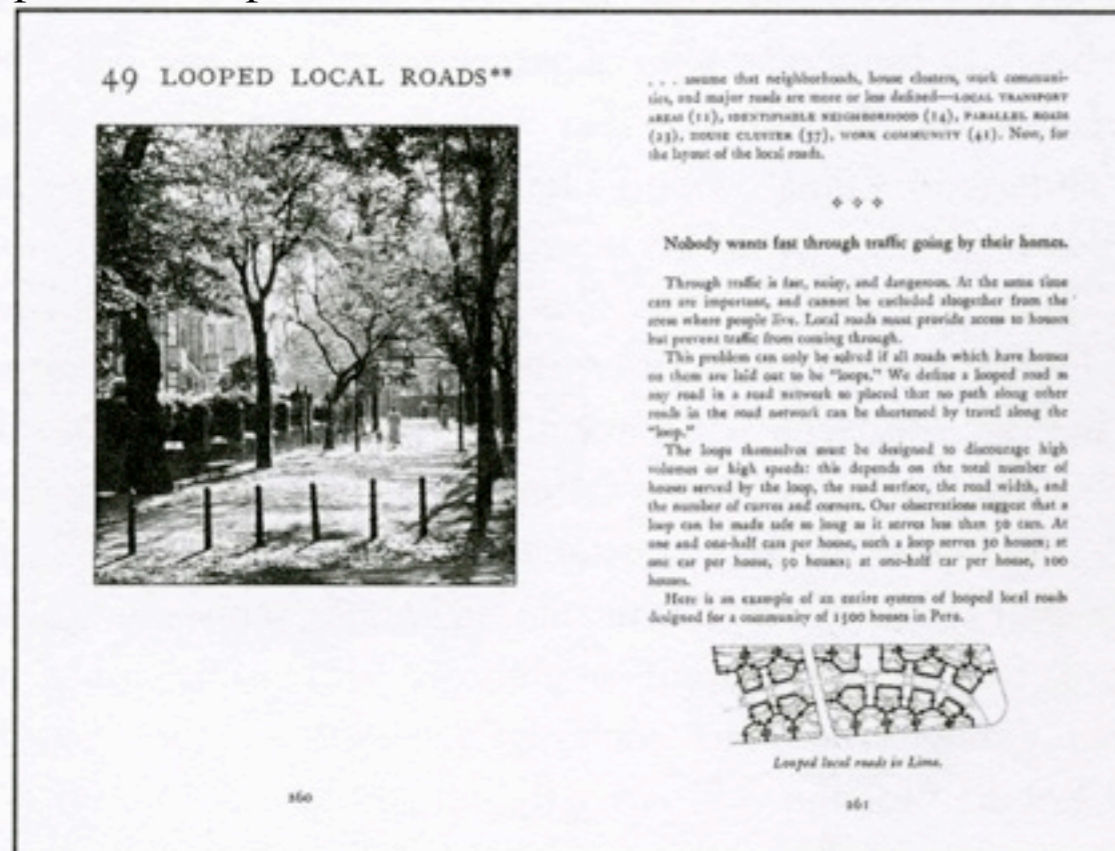 49 LOOPED LOCAL ROADS**
260
. . . assume that neighborhoods, house clusters, work communi-
ties, and major roads are more or less defined—LOCAL TRANSPORT
AREAS (11), IDENTIFIABLE NEIGHBORHOOD (14), PARALLEL ROADS
(23), HOUSE CLUSTER (37), WORK COMMUNITY (41). Now, for
the layout of the local roads.
Nobody wants fast through traffic going by their homes.
Through traffic is fast, noisy, and dangerous. At the same time
cars are important, and cannot be excluded altogether from the
areas where people live. Local roads must provide access to houses
but prevent traffic from coming through.
This problem can only be solved if all roads which have houses
on them are laid out to be "loops." We define a looped road as
any road in a road network so placed that no path along other
roads in the road network can be shortened by travel along the
"loop."
The loops themselves must be designed to discourage high
volumes or high speeds: this depends on the total number of
houses served by the loop, the road surface, the road width, and
the number of curves and corners. Our observations suggest that a
loop can be made safe so long as it serves less than 50 cars. At
one and one-half cars per house, such a loop serves 30 houses; at
one car per house, 50 houses; at one-half car per house, 100
houses.
Here is an example of an entire system of looped local roads
designed for a community of 1500 houses in Peru.
Looped local roads in Lima.
261